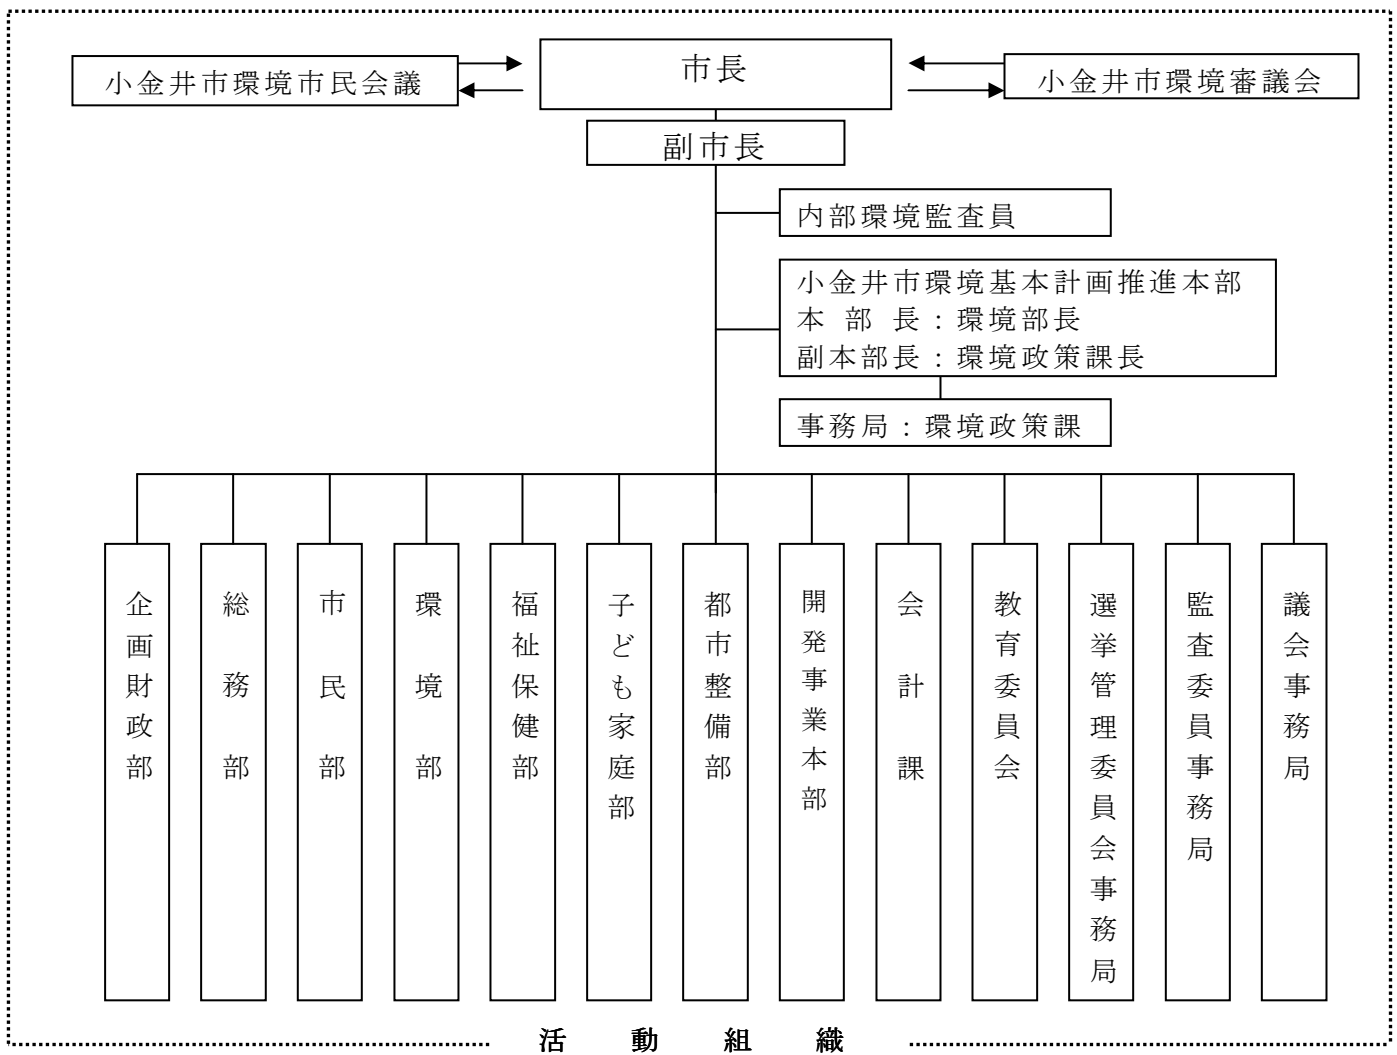 市長
小金井市環境市民会議
小金井市環境審議会
副市長
内部環境監査員
小金井市環境基本計画推進本部
本部長：環境部長
副本部長：環境政策課長
事務局：環境政策課
企画財政部
総務部
市民部
環境部
福祉保健部
子ども家庭部
都市整備部
開発事業本部
会計課
教育委員会
選挙管理委員会事務局
監査委員事務局
議会事務局
活動組織